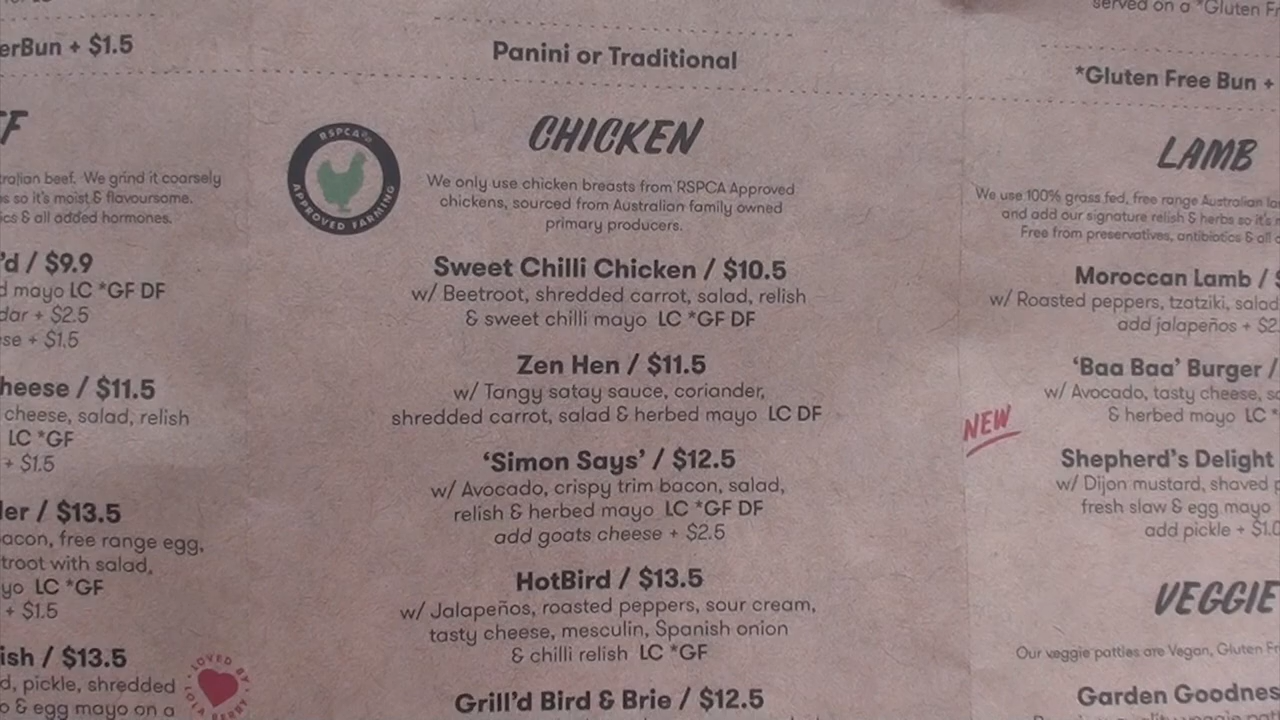 erBun + $1.5
F
tralian beef. We grind it coarsely
s so it's moist & flavoursome.
ics & all added hormones.
'd / $9.9
d mayo LC *GF DF
dar + $2.5
se + $1.5
heese / $11.5
cheese, salad, relish
LC *GF
+ $1.5
ler / $13.5
acon, free range egg,
troot with salad,
yo LC *GF
+ $1.5
ish / $13.5
d, pickle, shredded
o & egg mayo on a
LOVED BY
LOLA BERRY
Panini or Traditional
RSPCA
APPROVED FARMING
CHICKEN
We only use chicken breasts from RSPCA Approved
chickens, sourced from Australian family owned
primary producers.
Sweet Chilli Chicken / $10.5
w/ Beetroot, shredded carrot, salad, relish
& sweet chilli mayo LC *GF DF
Zen Hen / $11.5
w/ Tangy satay sauce, coriander,
shredded carrot, salad & herbed mayo LC DF
'Simon Says' / $12.5
w/ Avocado, crispy trim bacon, salad,
relish & herbed mayo LC *GF DF
add goats cheese + $2.5
HotBird / $13.5
w/ Jalapeños, roasted peppers, sour cream,
tasty cheese, mesculin, Spanish onion
& chilli relish LC *GF
Grill'd Bird & Brie / $12.5
served on a *Gluten Fr
*Gluten Free Bun +
LAMB
We use 100% grass fed, free range Australian la
and add our signature relish & herbs so it's
Free from preservatives, antibiotics & all
Moroccan Lamb / $
w/ Roasted peppers, tzatziki, salad
add jalapeños + $2
'Baa Baa' Burger /
w/ Avocado, tasty cheese, sa
& herbed mayo LC *
NEW
Shepherd's Delight
w/ Dijon mustard, shaved p
fresh slaw & egg mayo
add pickle + $1.0
VEGGIE
Our veggie patties are Vegan, Gluten Fr
Garden Goodnes